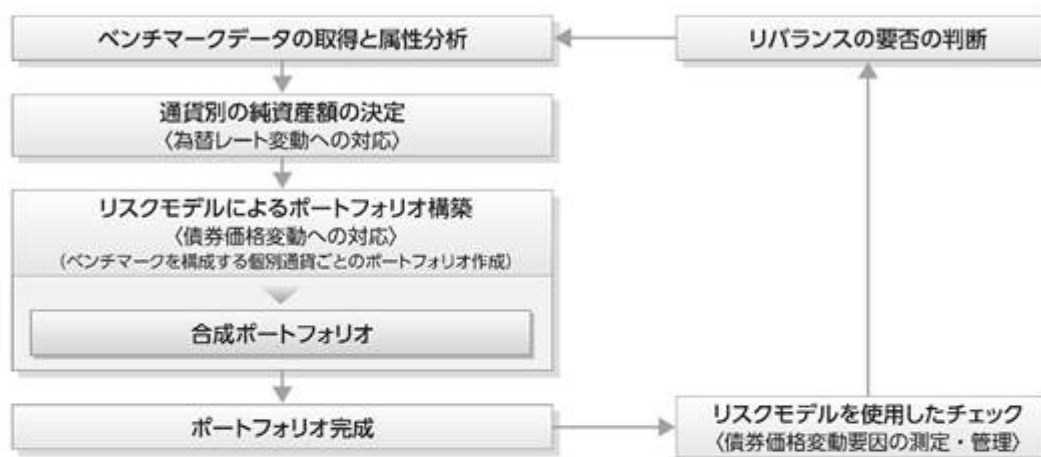 ベンチマークデータの取得と属性分析
リバランスの要否の判断
通貨別の純資産額の決定
〈為替レート変動への対応〉
リスクモデルによるポートフォリオ構築
〈債券価格変動への対応〉
(ベンチマークを構成する個別通貨ごとのポートフォリオ作成)
合成ポートフォリオ
ポートフォリオ完成
リスクモデルを使用したチェック
〈債券価格変動要因の測定・管理〉